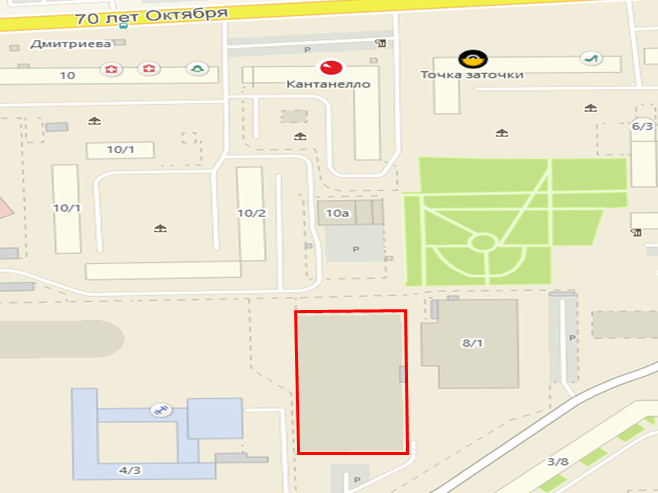 70 лет Октября
Дмитриева
P
10
Кантанелло
Точка заточки
6/3
10/1
10/1
10/2
10а
P
P
8/1
4/3
3/8
P